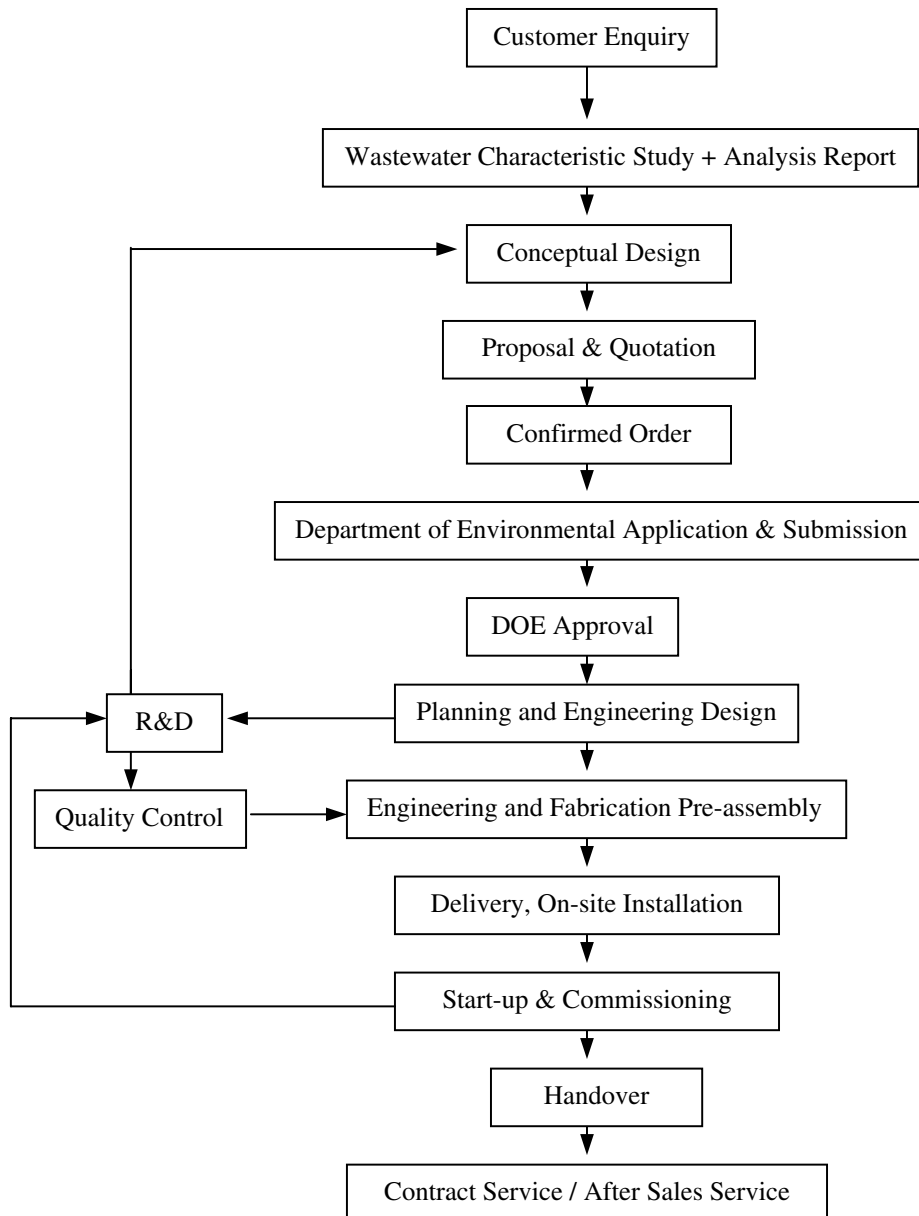 Customer Enquiry
Wastewater Characteristic Study + Analysis Report
Conceptual Design
Proposal & Quotation
Confirmed Order
Department of Environmental Application & Submission
DOE Approval
R&D
Planning and Engineering Design
Quality Control
Engineering and Fabrication Pre-assembly
Delivery, On-site Installation
Start-up & Commissioning
Handover
Contract Service / After Sales Service